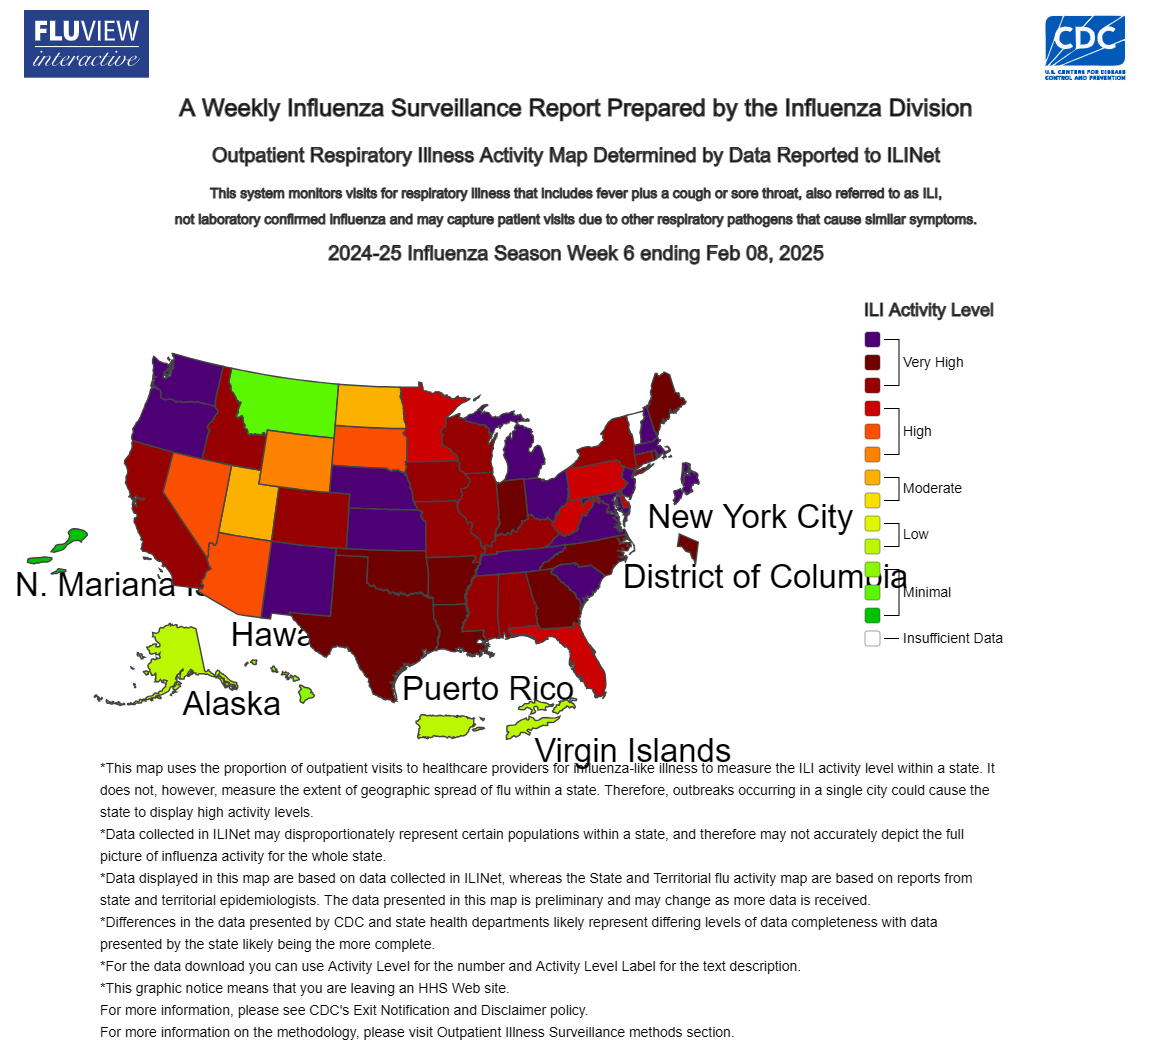 FLUVIEW
interactive
CDC
U.S. CENTERS FOR DISEASE
CONTROL AND PREVENTION
A Weekly Influenza Surveillance Report Prepared by the Influenza Division
Outpatient Respiratory Illness Activity Map Determined by Data Reported to ILINet
This system monitors visits for respiratory illness that includes fever plus a cough or sore throat, also referred to as ILI,
not laboratory confirmed influenza and may capture patient visits due to other respiratory pathogens that cause similar symptoms.
2024-25 Influenza Season Week 6 ending Feb 08, 2025
ILI Activity Level
Very High
High
Moderate
Low
Minimal
Insufficient Data
New York City
District of Columbia
N. Mariana
Hawa
Alaska
Puerto Rico
Virgin Islands
*This map uses the proportion of outpatient visits to healthcare providers for influenza-like illness to measure the ILI activity level within a state. It
does not, however, measure the extent of geographic spread of flu within a state. Therefore, outbreaks occurring in a single city could cause the
state to display high activity levels.
*Data collected in ILINet may disproportionately represent certain populations within a state, and therefore may not accurately depict the full
picture of influenza activity for the whole state.
*Data displayed in this map are based on data collected in ILINet, whereas the State and Territorial flu activity map are based on reports from
state and territorial epidemiologists. The data presented in this map is preliminary and may change as more data is received.
*Differences in the data presented by CDC and state health departments likely represent differing levels of data completeness with data
presented by the state likely being the more complete.
*For the data download you can use Activity Level for the number and Activity Level Label for the text description.
*This graphic notice means that you are leaving an HHS Web site.
For more information, please see CDC's Exit Notification and Disclaimer policy.
For more information on the methodology, please visit Outpatient Illness Surveillance methods section.